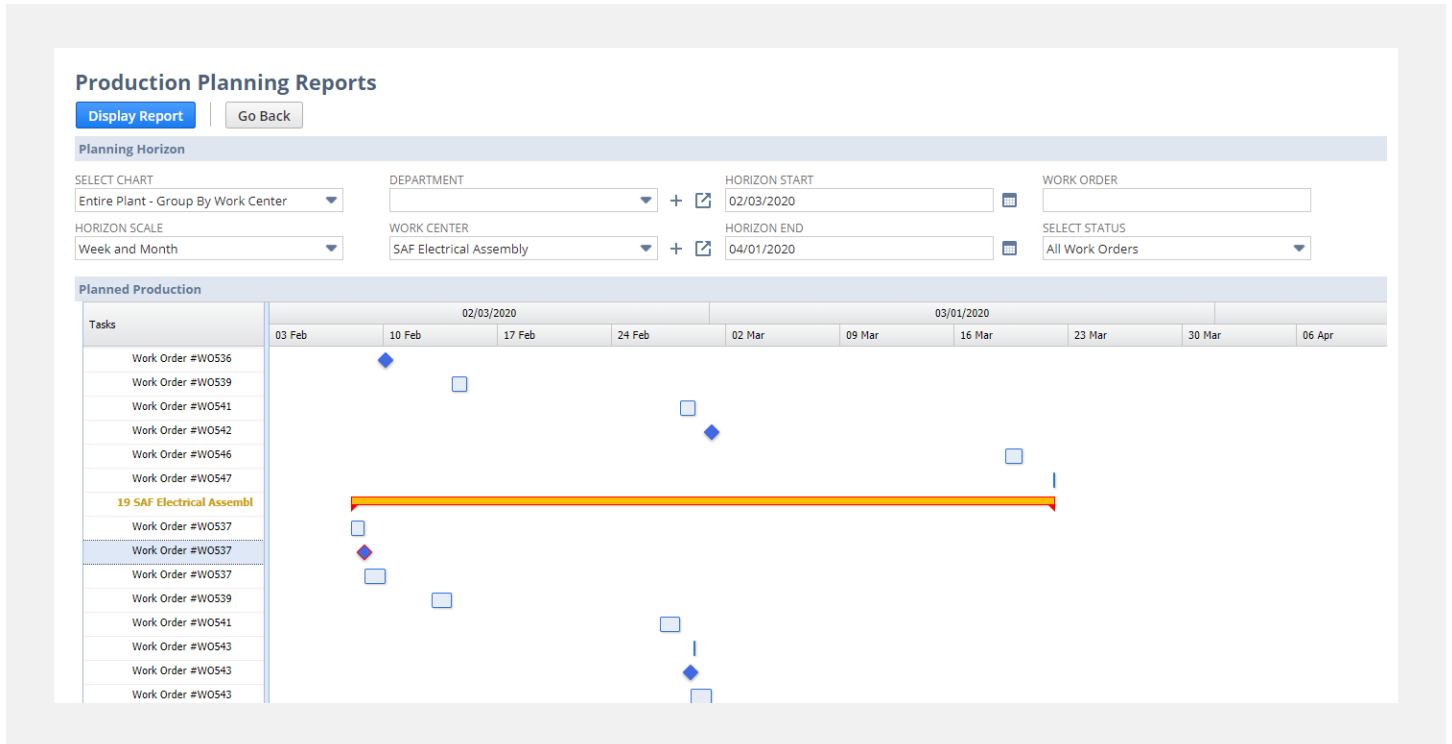 Production Planning Reports
Display Report Go Back
Planning Horizon
SELECT CHART DEPARTMENT HORIZON START WORK ORDER
Entire Plant - Group By Work Center 02/03/2020
HORIZON SCALE WORK CENTER HORIZON END SELECT STATUS
Week and Month SAF Electrical Assembly 04/01/2020 All Work Orders
Planned Production
Tasks 02/03/2020 03/01/2020
03 Feb 10 Feb 17 Feb 24 Feb 02 Mar 09 Mar 16 Mar 23 Mar 30 Mar 06 Apr
Work Order #WO536
Work Order #WO539
Work Order #WO541
Work Order #WO542
Work Order #WO546
Work Order #WO547
19 SAF Electrical Assembl
Work Order #WO537
Work Order #WO537
Work Order #WO537
Work Order #WO539
Work Order #WO541
Work Order #WO543
Work Order #WO543
Work Order #WO543